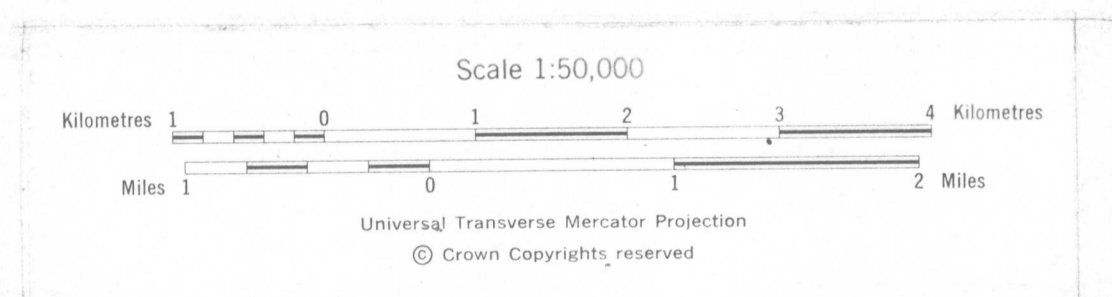 Scale 1:50,000
Kilometres 1 0 1 2 3 4 Kilometres
Miles 1 0 1 2 Miles
Universal Transverse Mercator Projection
© Crown Copyrights reserved